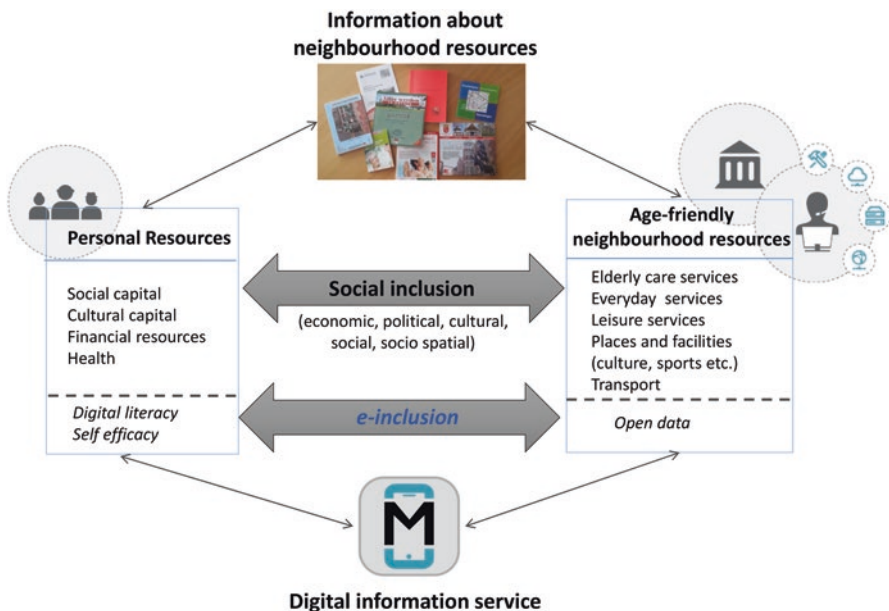 Information about
neighbourhood resources
Personal Resources
Social capital
Cultural capital
Financial resources
Health
Digital literacy
Self efficacy
Social inclusion
(economic, political, cultural,
social, socio spatial)
e-inclusion
Age-friendly
neighbourhood resources
Elderly care services
Everyday services
Leisure services
Places and facilities
(culture, sports etc.)
Transport
Open data
M
Digital information service